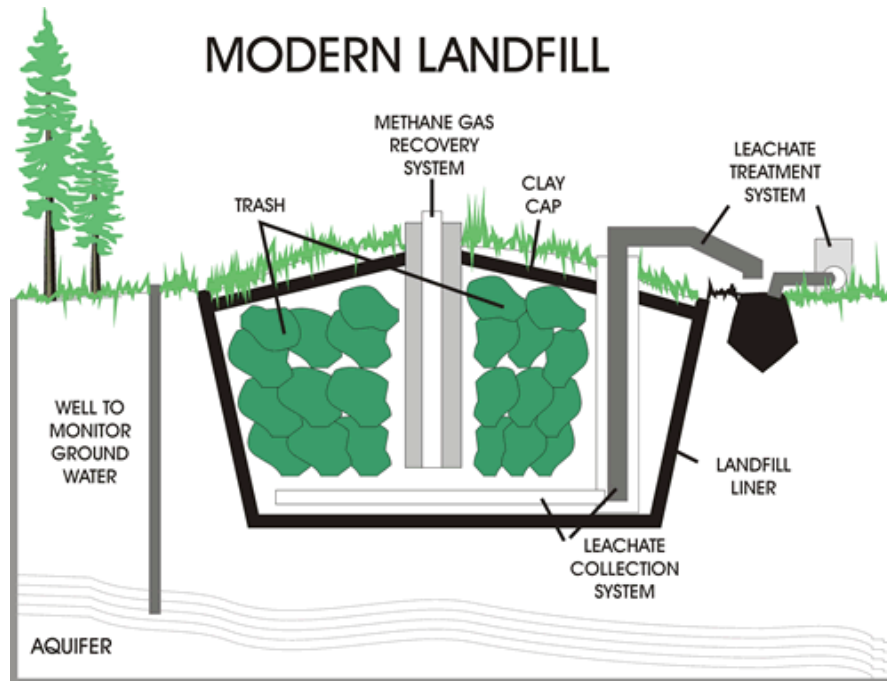 MODERN LANDFILL
METHANE GAS
RECOVERY
SYSTEM
LEACHATE
TREATMENT
SYSTEM
CLAY
CAP
TRASH
WELL TO
MONITOR
GROUND
WATER
LANDFILL
LINER
LEACHATE
COLLECTION
SYSTEM
AQUIFER